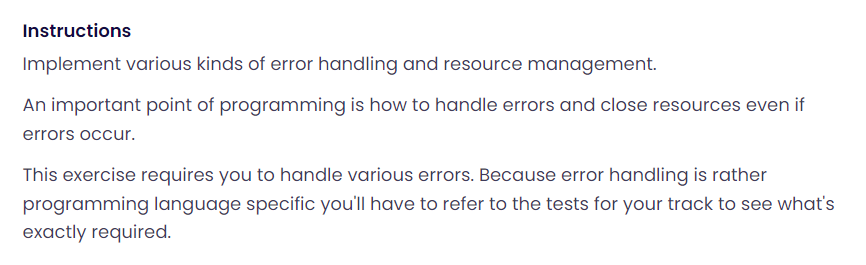 Instructions
Implement various kinds of error handling and resource management.
An important point of programming is how to handle errors and close resources even if
errors occur.
This exercise requires you to handle various errors. Because error handling is rather
programming language specific you'll have to refer to the tests for your track to see what's
exactly required.